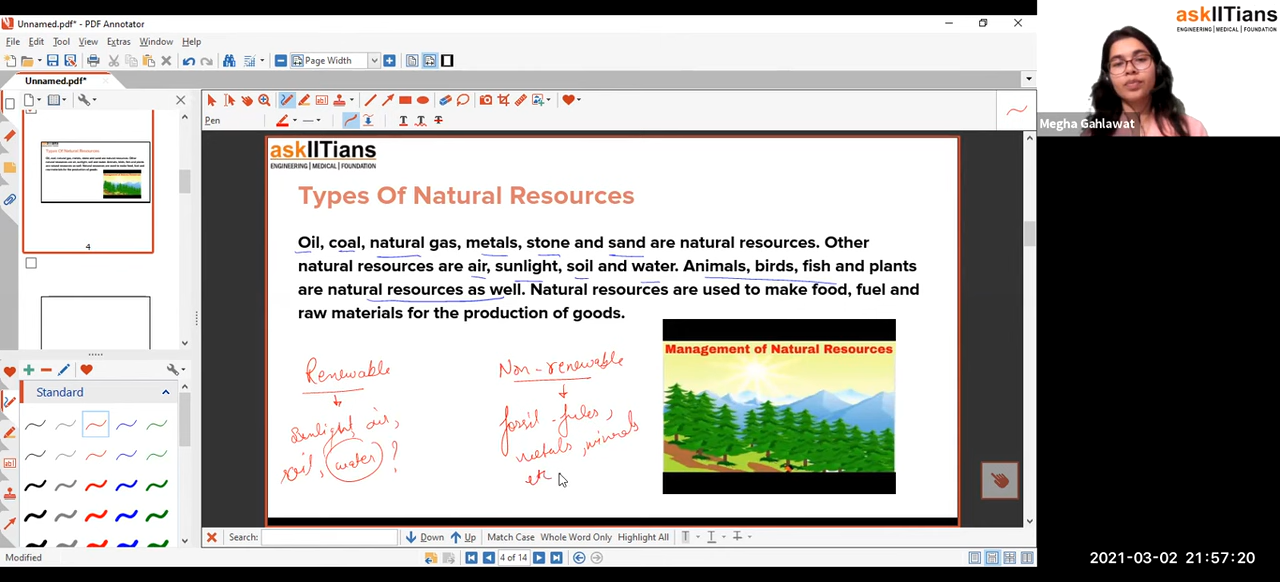 Unnamed.pdf* - PDF Annotator
askIITians
ENGINEERING | MEDICAL | FOUNDATION
File Edit Tool View Extras Window Help
Page Width
Unnamed.pdf*
Pen
Megha Gahlawat
askIITians
ENGINEERING | MEDICAL | FOUNDATION
Types Of Natural Resources
Oil, coal, natural gas, metals, stone and sand are natural resources. Other
natural resources are air, sunlight, soil and water. Animals, birds, fish and plants
are natural resources as well. Natural resources are used to make food, fuel and
raw materials for the production of goods.
4
Management of Natural Resources
Renewable
Sunlight, air,
soil, water ?
Non-renewable
fossil-fules,
metals, minerals
etc
Standard
Search:
Down Up Match Case Whole Word Only Highlight All
Modified
4 of 14
2021-03-02 21:57:20